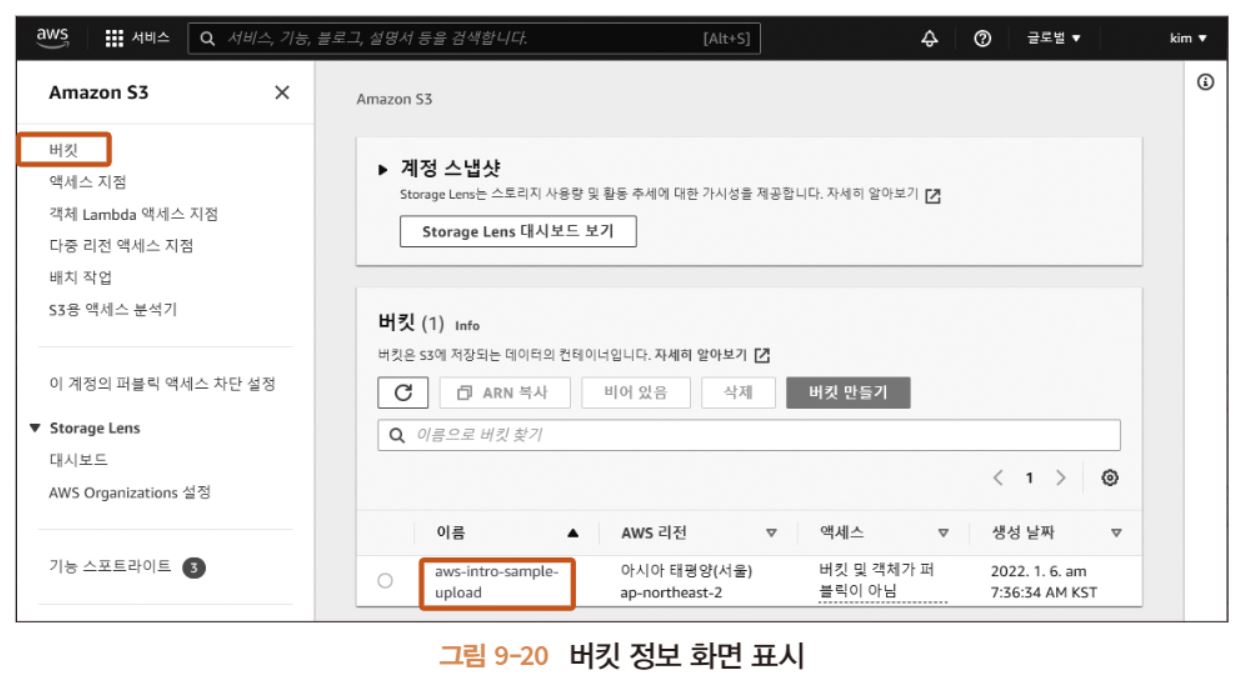 aws
서비스
서비스, 기능, 블로그, 설명서 등을 검색합니다.
[Alt+S]
글로벌 ▼
kim ▼
Amazon S3
버킷
액세스 지점
객체 Lambda 액세스 지점
다중 리전 액세스 지점
배치 작업
S3용 액세스 분석기
이 계정의 퍼블릭 액세스 차단 설정
▼ Storage Lens
대시보드
AWS Organizations 설정
기능 스포트라이트 3
Amazon S3
▶ 계정 스냅샷
Storage Lens는 스토리지 사용량 및 활동 추세에 대한 가시성을 제공합니다. 자세히 알아보기
Storage Lens 대시보드 보기
버킷 (1) Info
버킷은 S3에 저장되는 데이터의 컨테이너입니다. 자세히 알아보기
ARN 복사
비어 있음
삭제
버킷 만들기
이름으로 버킷 찾기
< 1 >
이름 ▲ AWS 리전 ▽ 액세스 ▽ 생성 날짜 ▽
aws-intro-sample-
upload
아시아 태평양(서울)
ap-northeast-2
버킷 및 객체가 퍼
블릭이 아님
2022. 1. 6. am
7:36:34 AM KST
그림 9-20 버킷 정보 화면 표시